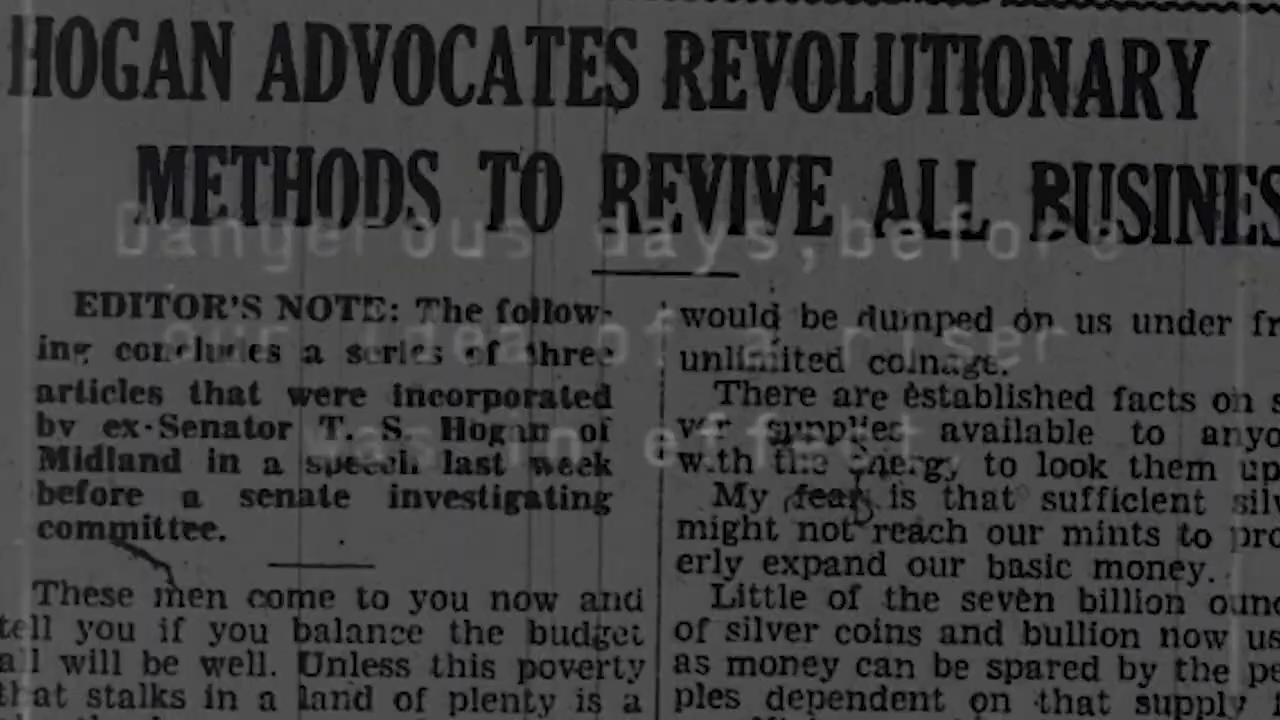 HOGAN ADVOCATES REVOLUTIONARY
METHODS TO REVIVE ALL BUSINES
Dangerous days, before
our idea of a riser
was in effect.
EDITOR'S NOTE: The follow-
ing concludes a series of three
articles that were incorporated
by ex-Senator T. S. Hogan of
Midland in a speech last week
before a senate investigating
committee.
These men come to you now and
tell you if you balance the budget
all will be well. Unless this poverty
that stalks in a land of plenty is a
would be dumped on us under fr
unlimited coinage.
There are established facts on s
ver supplies available to anyo
with the energy to look them up
My fear is that sufficient silv
might not reach our mints to pro
erly expand our basic money.
Little of the seven billion ounc
of silver coins and bullion now us
as money can be spared by the pe
ples dependent on that supply f